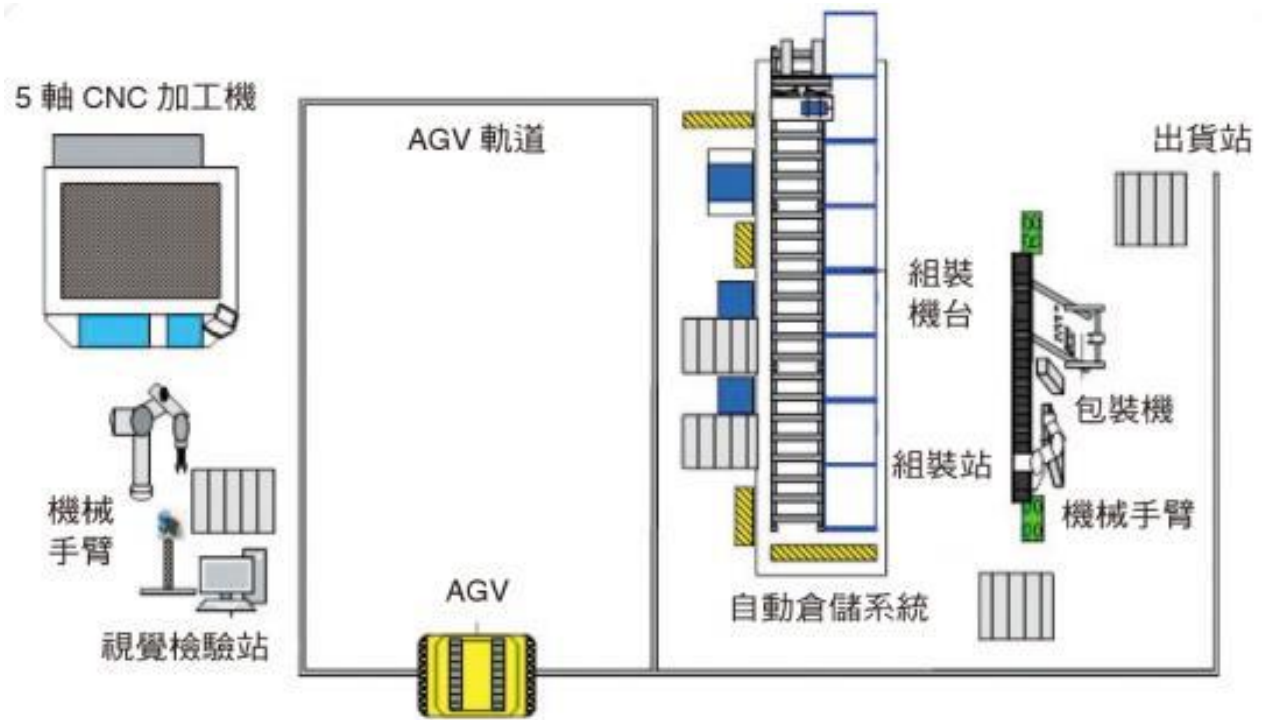 5 軸 CNC 加工機
AGV 軌道
出貨站
組裝
機台
包裝機
組裝站
機械手臂
機械
手臂
AGV
自動倉儲系統
視覺檢驗站